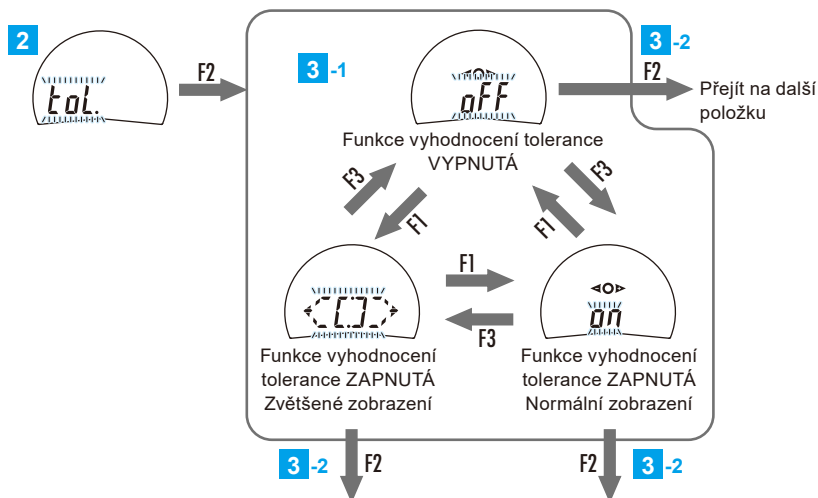 2
toL.
F2
3 -1
oFF
3 -2
F2
Přejít na další
položku
Funkce vyhodnocení tolerance
VYPNUTÁ
F3
F1
F3
F1
F1
F3
on
Funkce vyhodnocení
tolerance ZAPNUTÁ
Zvětšené zobrazení
Funkce vyhodnocení
tolerance ZAPNUTÁ
Normální zobrazení
3 -2
F2
F2
3 -2